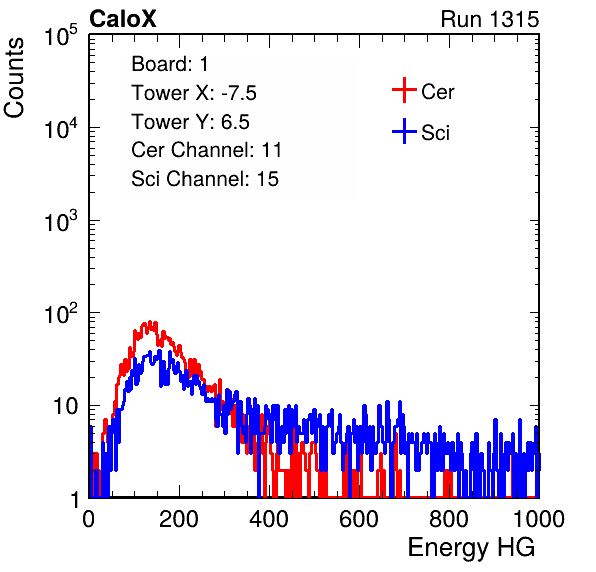 CaloX Run 1315
10^5
Counts
Board: 1
Tower X: -7.5
Tower Y: 6.5
Cer Channel: 11
Sci Channel: 15
Cer
Sci
10^4
10^3
10^2
10
1
0 200 400 600 800 1000
Energy HG